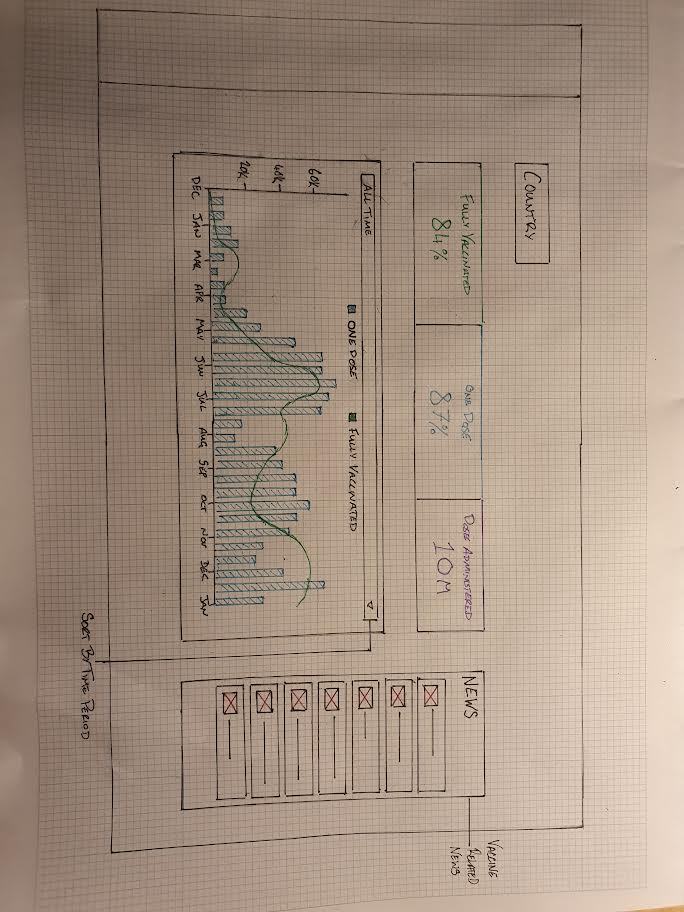 COUNTRY
FULLY VACCINATED
84%
ONE DOSE
87%
DOSES ADMINISTERED
10M
ALL TIME
ONE DOSE
FULLY VACCINATED
60K
40K
20K
DEC JAN MAR APR MAY JUN JUL AUG SEP OCT NOV DEC JAN
NEWS
VACCINE
RELATED
NEWS
SORT BY TIME PERIOD